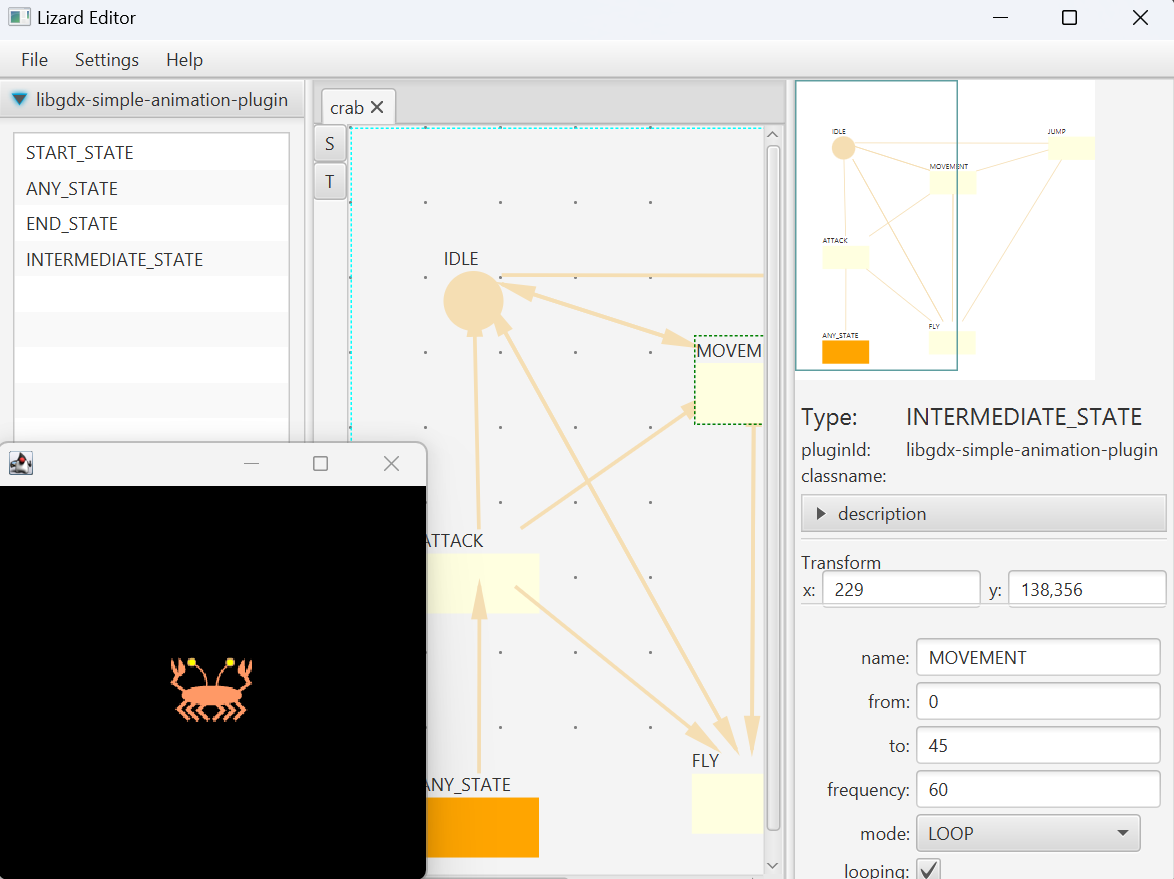 Lizard Editor
File Settings Help
libgdx-simple-animation-plugin
START_STATE
ANY_STATE
END_STATE
INTERMEDIATE_STATE
crab
S
T
IDLE
MOVEM
TTACK
NY_STATE
FLY
IDLE
JUMP
MOVEMENT
ATTACK
ANY_STATE
FLY
Type: INTERMEDIATE_STATE
pluginId: libgdx-simple-animation-plugin
classname:
description
Transform
x: 229 y: 138,356
name: MOVEMENT
from: 0
to: 45
frequency: 60
mode: LOOP
looping: